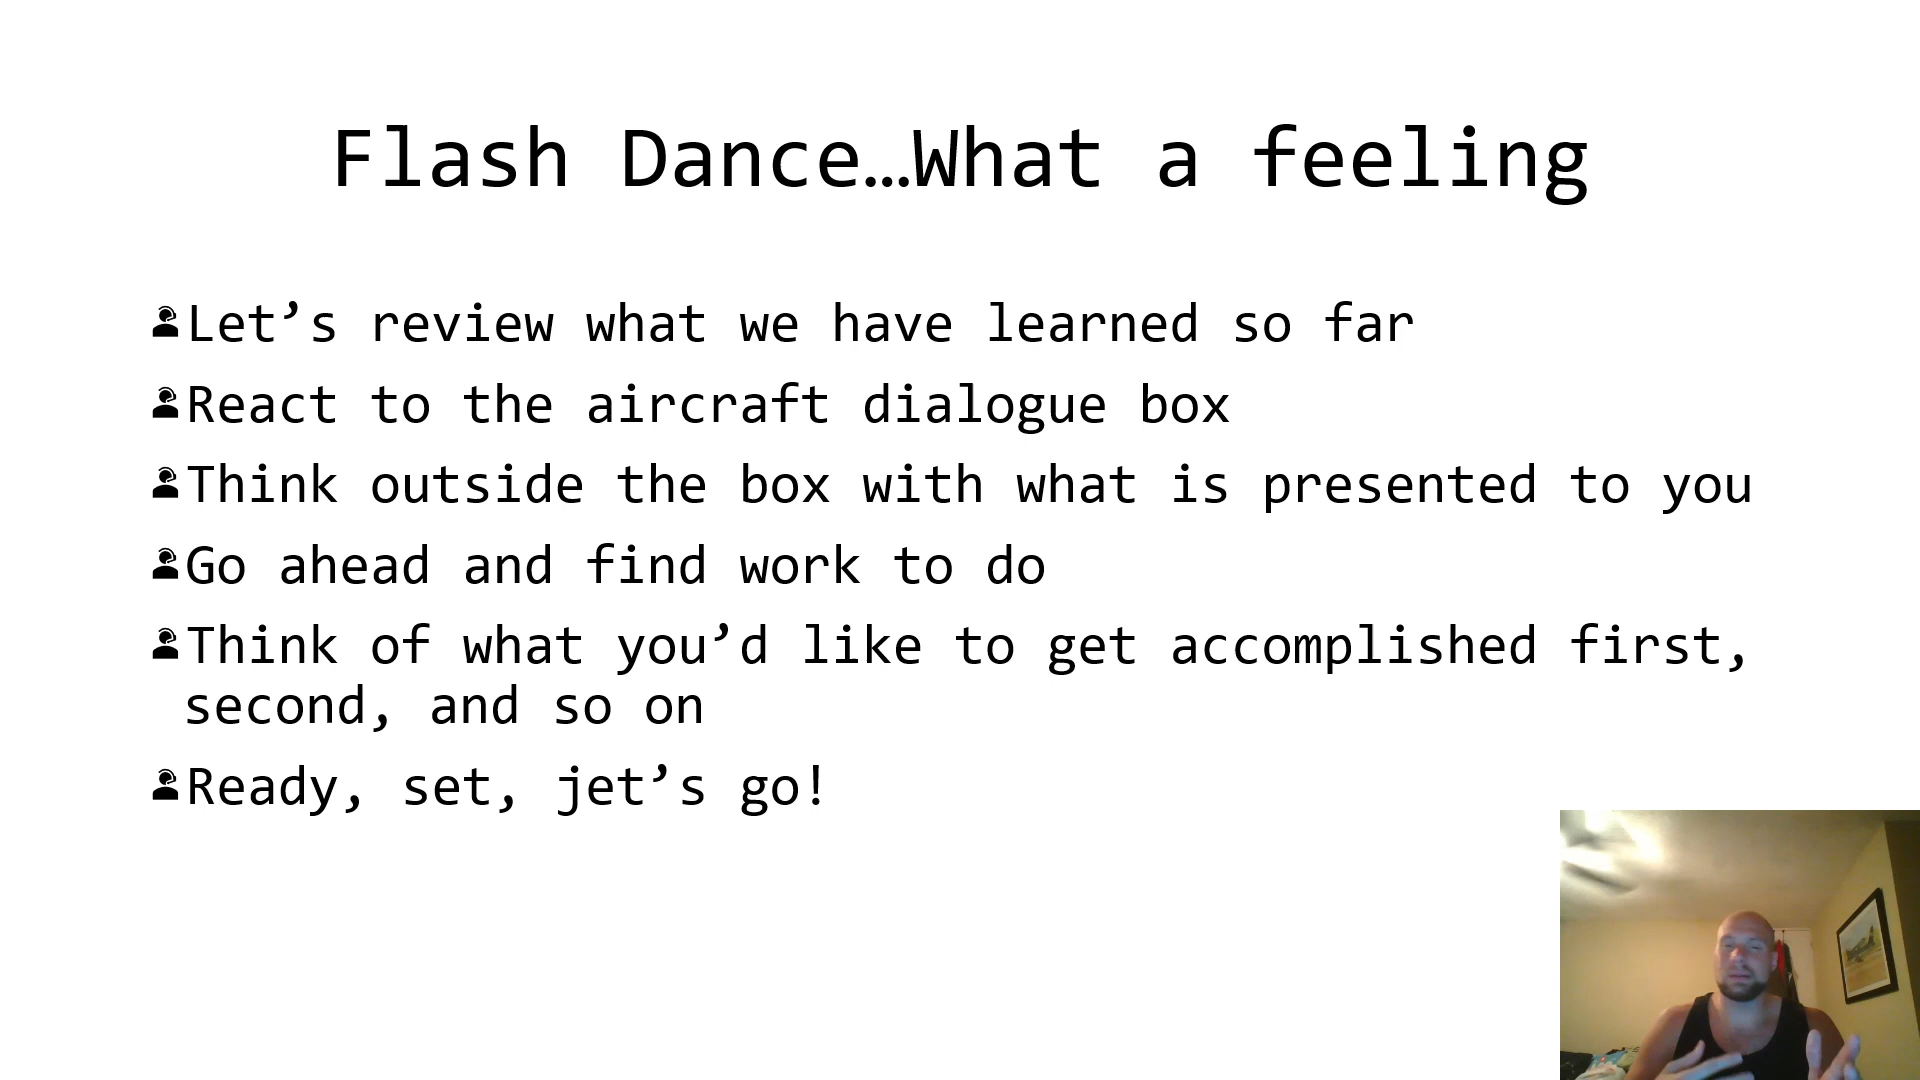 Flash Dance…What a feeling
Let’s review what we have learned so far
React to the aircraft dialogue box
Think outside the box with what is presented to you
Go ahead and find work to do
Think of what you’d like to get accomplished first,
second, and so on
Ready, set, jet’s go!